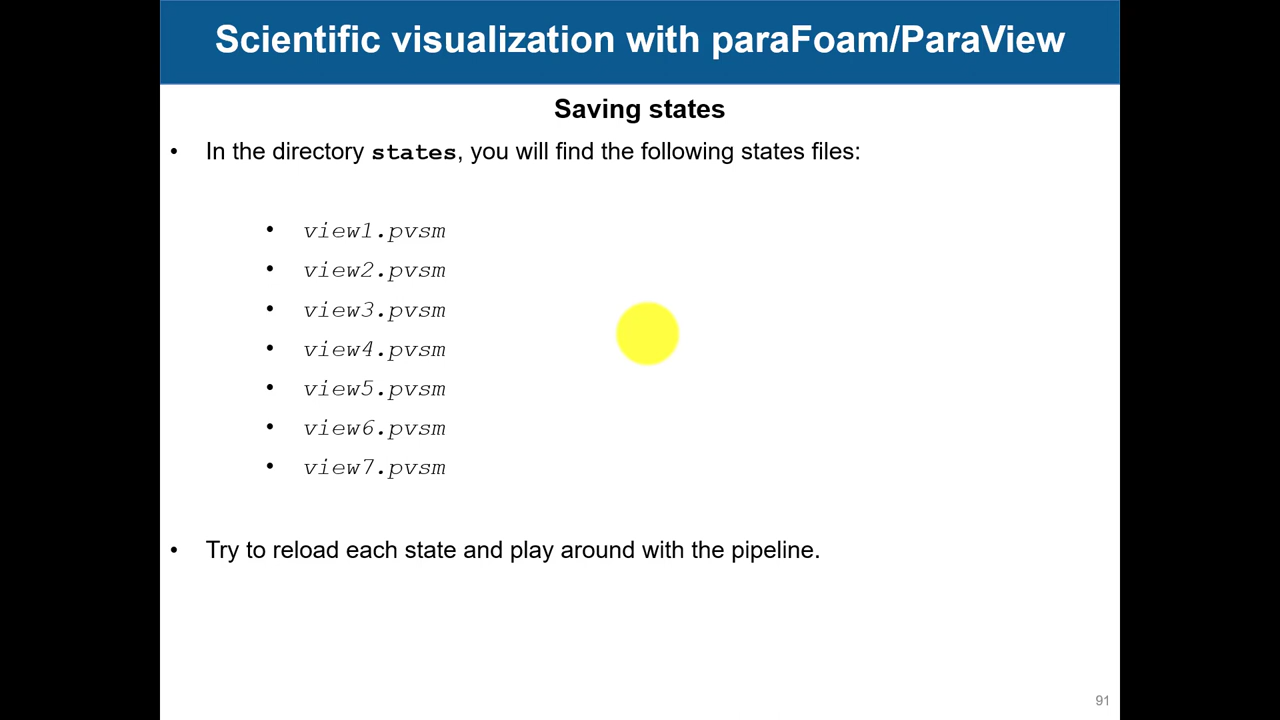 Scientific visualization with paraFoam/ParaView
Saving states
• In the directory states, you will find the following states files:
• view1.pvsm
• view2.pvsm
• view3.pvsm
• view4.pvsm
• view5.pvsm
• view6.pvsm
• view7.pvsm
• Try to reload each state and play around with the pipeline.
91